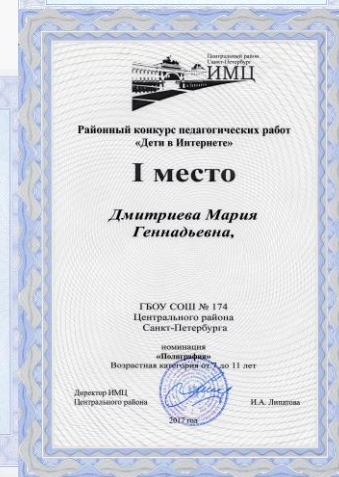 Центральный район
Санкт-Петербург
ИМЦ
Районный конкурс педагогических работ
«Дети в Интернете»
I место
Дмитриева Мария
Геннадьевна,
ГБОУ СОШ № 174
Центрального района
Санкт-Петербурга
номинация
«Полиграфия»
Возрастная категория от 7 до 11 лет
Директор ИМЦ
Центрального района
И.А. Липатова
2017 год